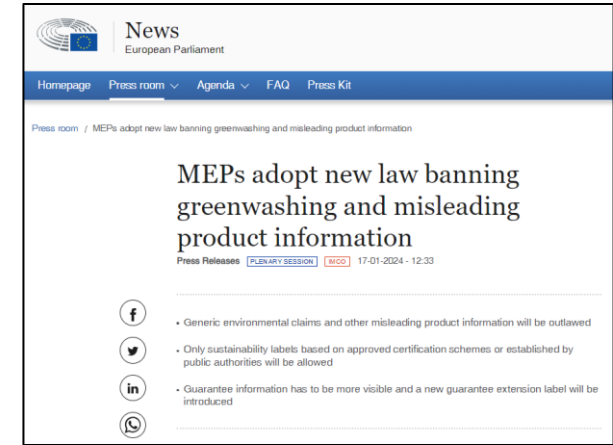 News
European Parliament
Homepage Press room Agenda FAQ Press Kit
Press room / MEPs adopt new law banning greenwashing and misleading product information
MEPs adopt new law banning
greenwashing and misleading
product information
Press Releases PLENARY SESSION IMCO 17-01-2024 - 12:33
• Generic environmental claims and other misleading product information will be outlawed
• Only sustainability labels based on approved certification schemes or established by
public authorities will be allowed
• Guarantee information has to be more visible and a new guarantee extension label will be
introduced